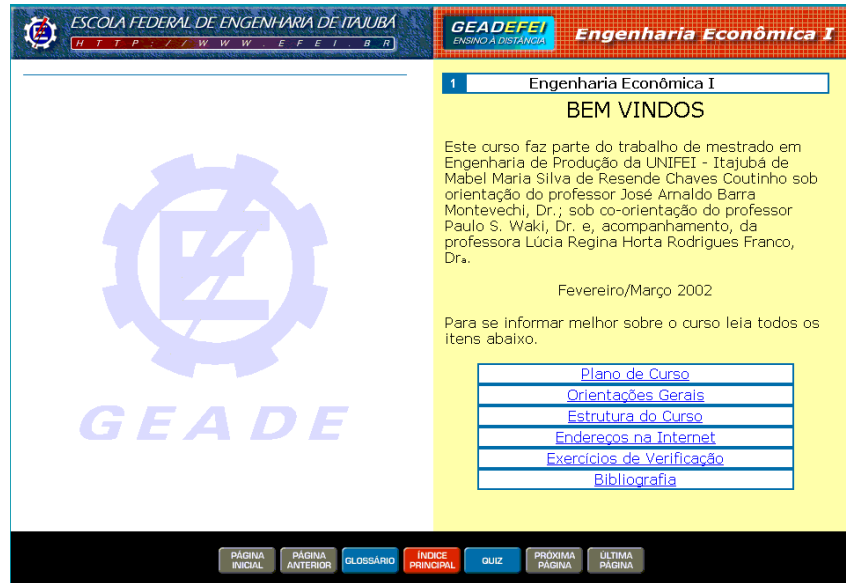 ESCOLA FEDERAL DE ENGENHARIA DE ITAJUBÁ
HTTP://WWW.EFEI.BR
GEADEFEI
ENSINO A DISTÂNCIA
Engenharia Econômica I
1
Engenharia Econômica I
BEM VINDOS
Este curso faz parte do trabalho de mestrado em
Engenharia de Produção da UNIFEI - Itajubá de
Mabel Maria Silva de Resende Chaves Coutinho sob
orientação do professor José Arnaldo Barra
Montevechi, Dr.; sob co-orientação do professor
Paulo S. Waki, Dr. e, acompanhamento, da
professora Lúcia Regina Horta Rodrigues Franco,
Drₐ.
Fevereiro/Março 2002
Para se informar melhor sobre o curso leia todos os
itens abaixo.
Plano de Curso
Orientações Gerais
Estrutura do Curso
Endereços na Internet
Exercícios de Verificação
Bibliografia
GEADE
PÁGINA INICIAL
PÁGINA ANTERIOR
GLOSSÁRIO
ÍNDICE PRINCIPAL
QUIZ
PRÓXIMA PÁGINA
ÚLTIMA PÁGINA